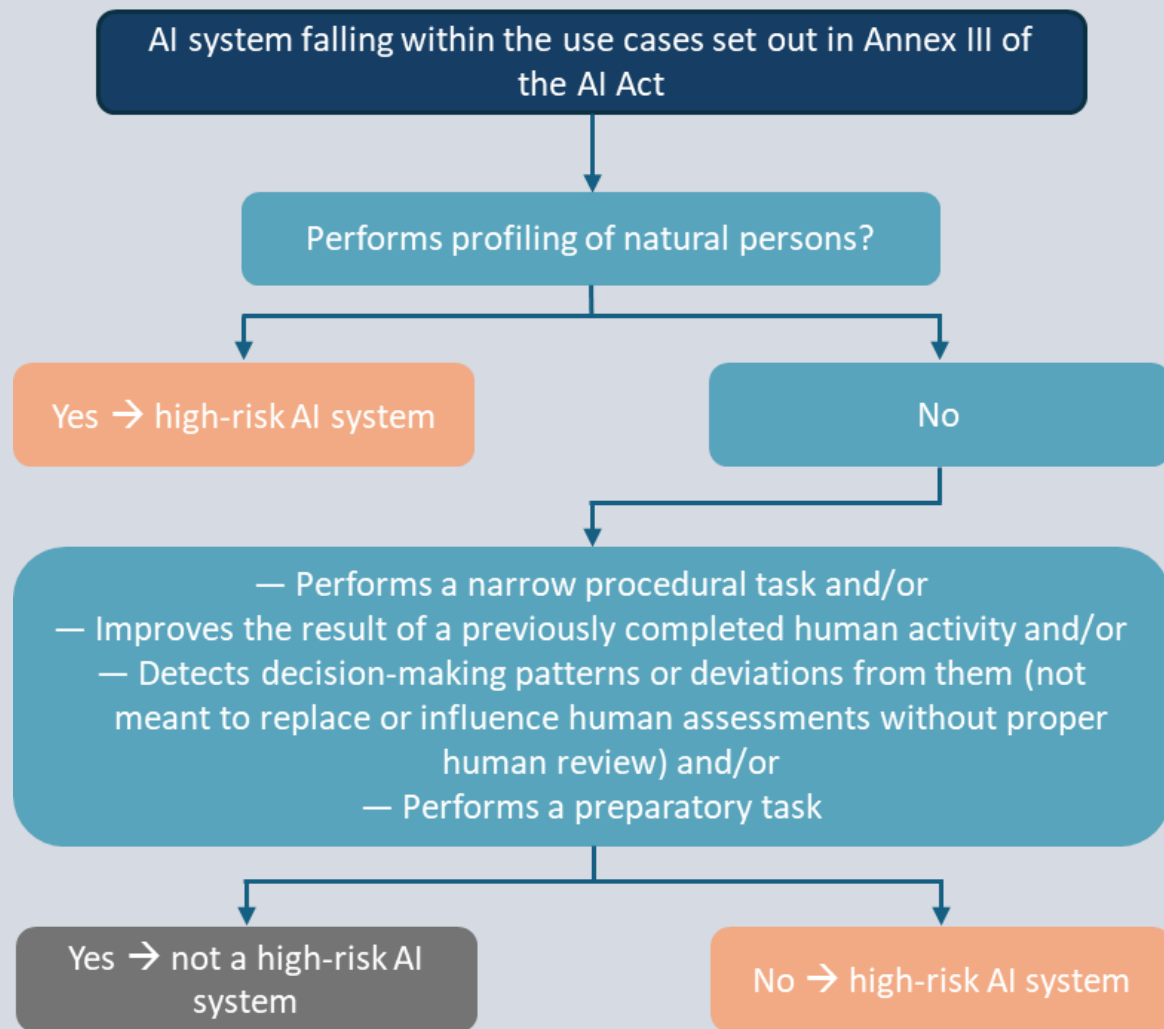 AI system falling within the use cases set out in Annex III of
the AI Act
Performs profiling of natural persons?
Yes → high-risk AI system
No
— Performs a narrow procedural task and/or
— Improves the result of a previously completed human activity and/or
— Detects decision-making patterns or deviations from them (not
meant to replace or influence human assessments without proper
human review) and/or
— Performs a preparatory task
Yes → not a high-risk AI
system
No → high-risk AI system